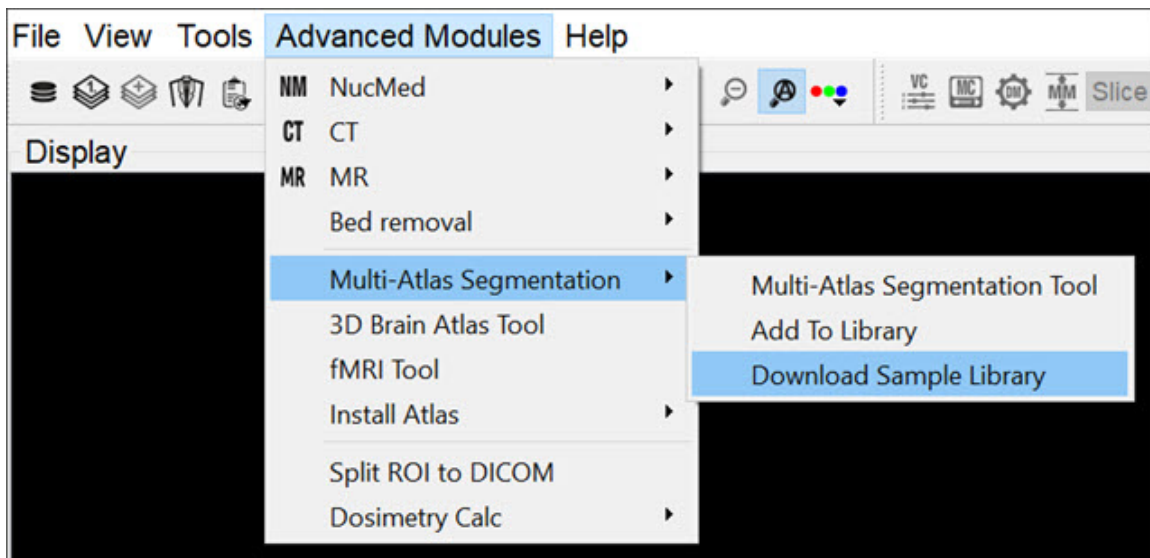 File View Tools Advanced Modules Help
VC MC DM MM Slice
Display
NM NucMed
CT CT
MR MR
Bed removal
Multi-Atlas Segmentation
3D Brain Atlas Tool
fMRI Tool
Install Atlas
Split ROI to DICOM
Dosimetry Calc
Multi-Atlas Segmentation Tool
Add To Library
Download Sample Library